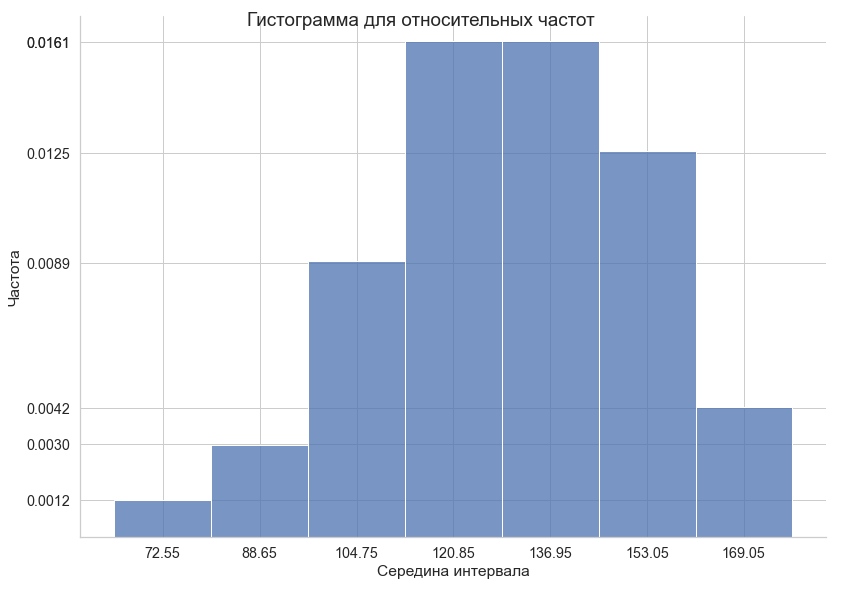 Гистограмма для относительных частот
0.0161
0.0125
0.0089
0.0042
0.0030
0.0012
Частота
72.55 88.65 104.75 120.85 136.95 153.05 169.05
Середина интервала